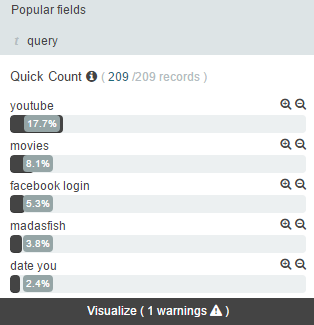 Popular fields
t query
Quick Count ( 209 /209 records )
youtube
17.7%
movies
8.1%
facebook login
5.3%
madasfish
3.8%
date you
2.4%
Visualize ( 1 warnings )